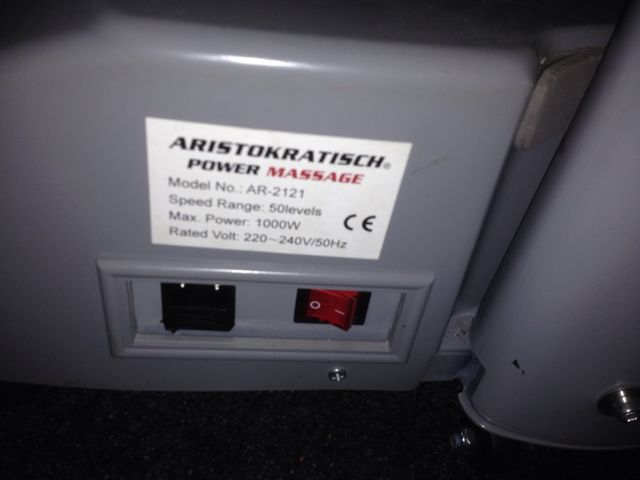 ARISTOKRATISCH®
POWER MASSAGE
Model No.: AR-2121
Speed Range: 50levels
Max. Power: 1000W
Rated Volt: 220~240V/50Hz
CE
O –